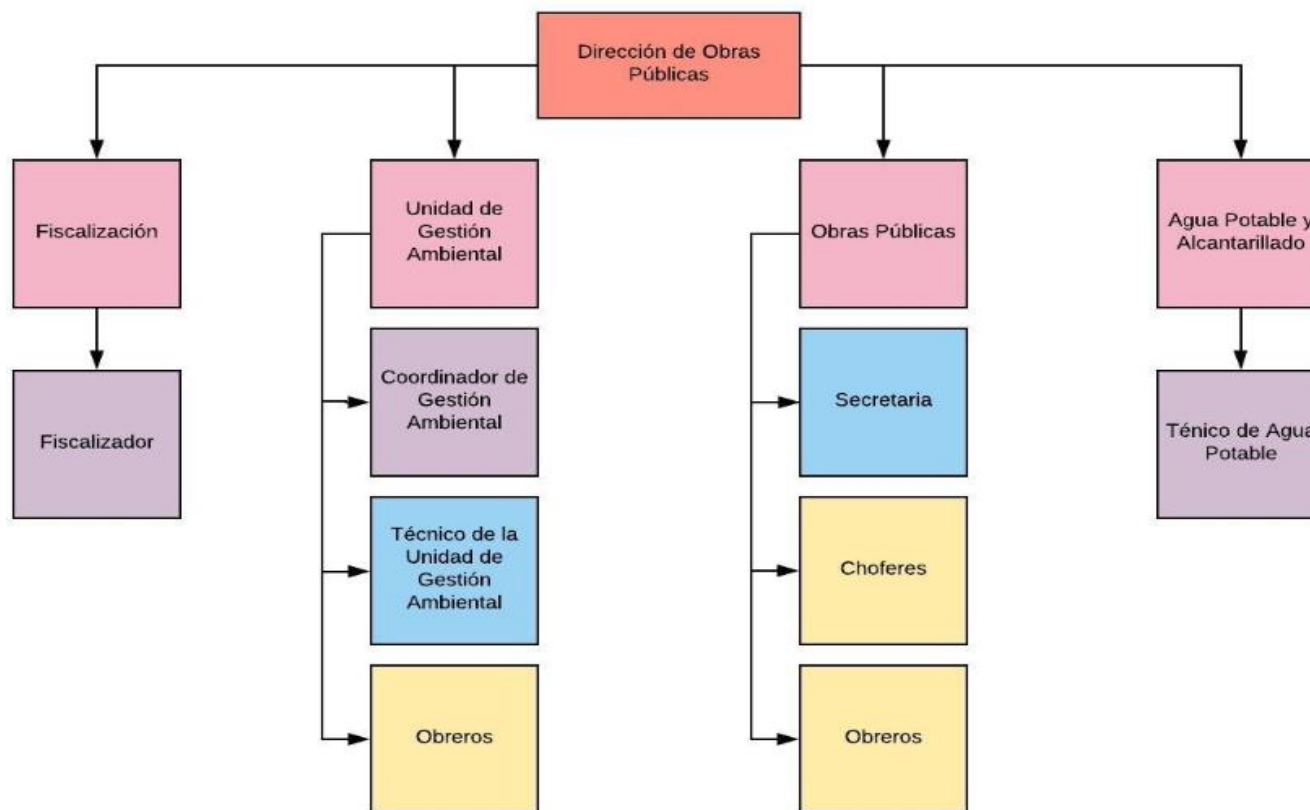 Dirección de Obras
Públicas
Fiscalización
Unidad de
Gestión
Ambiental
Obras Públicas
Agua Potable y
Alcantarillado
Fiscalizador
Coordinador de
Gestión
Ambiental
Secretaria
Ténico de Agua
Potable
Técnico de la
Unidad de
Gestión
Ambiental
Choferes
Obreros
Obreros